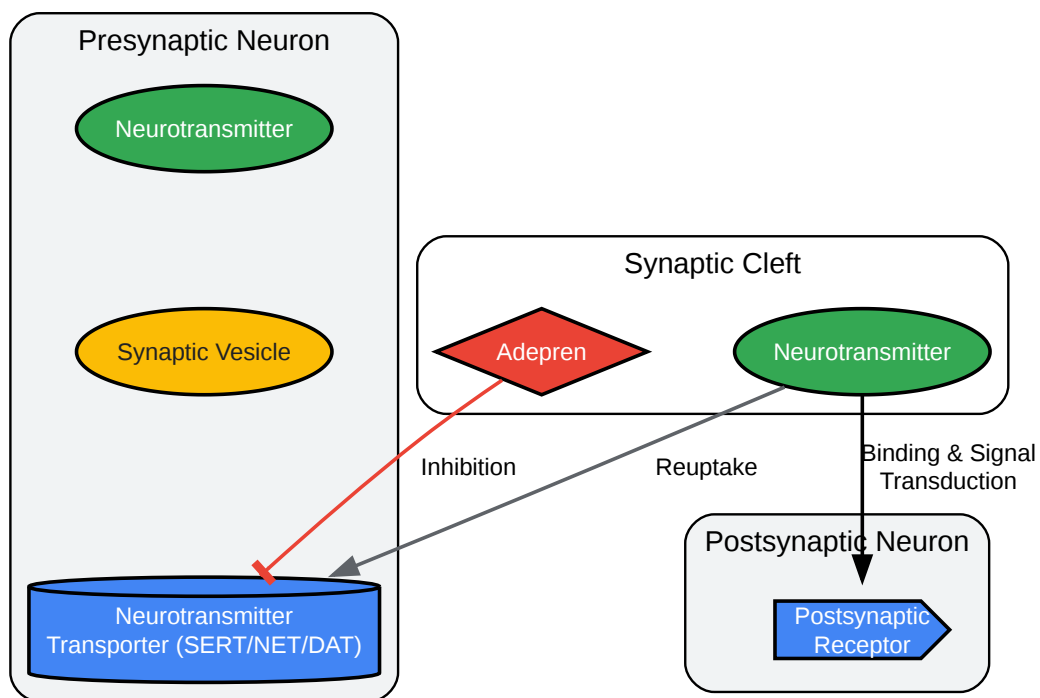 Presynaptic Neuron
Neurotransmitter
Synaptic Cleft
Synaptic Vesicle
Adepren
Neurotransmitter
Inhibition
Reuptake
Binding & Signal
Transduction
Postsynaptic Neuron
Neurotransmitter
Transporter (SERT/NET/DAT)
Postsynaptic
Receptor